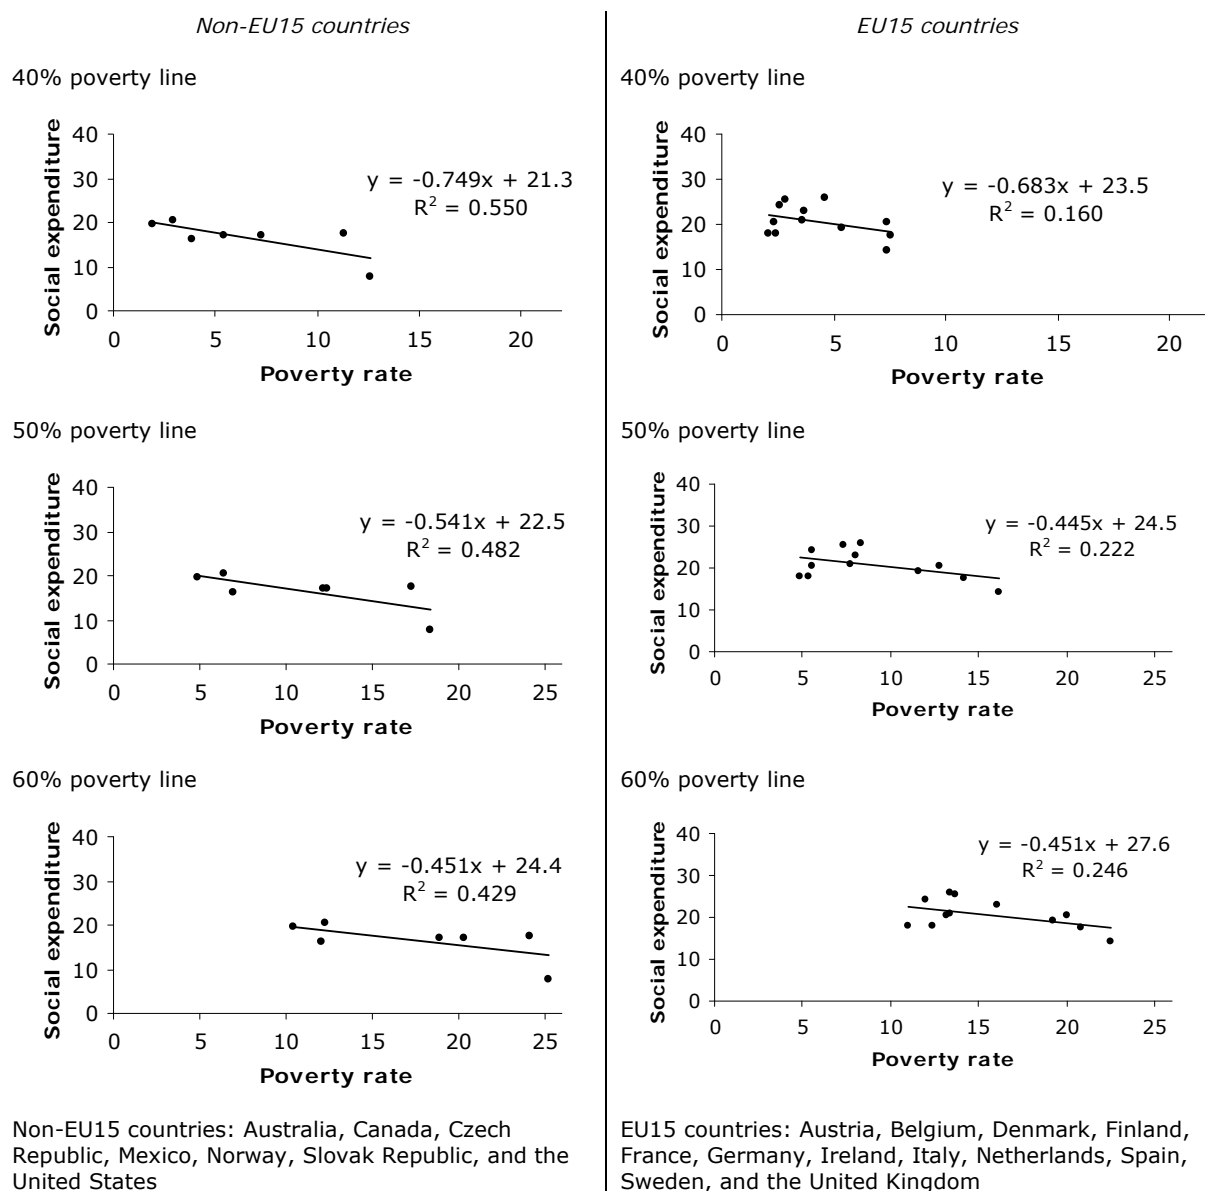 Non-EU15 countries
40% poverty line
Social expenditure
40
30
20
10
0
y = -0.749x + 21.3
R² = 0.550
0 5 10 15 20
Poverty rate
50% poverty line
Social expenditure
40
30
20
10
0
y = -0.541x + 22.5
R² = 0.482
0 5 10 15 20 25
Poverty rate
60% poverty line
Social expenditure
40
30
20
10
0
y = -0.451x + 24.4
R² = 0.429
0 5 10 15 20 25
Poverty rate
Non-EU15 countries: Australia, Canada, Czech
Republic, Mexico, Norway, Slovak Republic, and the
United States
EU15 countries
40% poverty line
Social expenditure
40
30
20
10
0
y = -0.683x + 23.5
R² = 0.160
0 5 10 15 20
Poverty rate
50% poverty line
Social expenditure
40
30
20
10
0
y = -0.445x + 24.5
R² = 0.222
0 5 10 15 20 25
Poverty rate
60% poverty line
Social expenditure
40
30
20
10
0
y = -0.451x + 27.6
R² = 0.246
0 5 10 15 20 25
Poverty rate
EU15 countries: Austria, Belgium, Denmark, Finland,
France, Germany, Ireland, Italy, Netherlands, Spain,
Sweden, and the United Kingdom